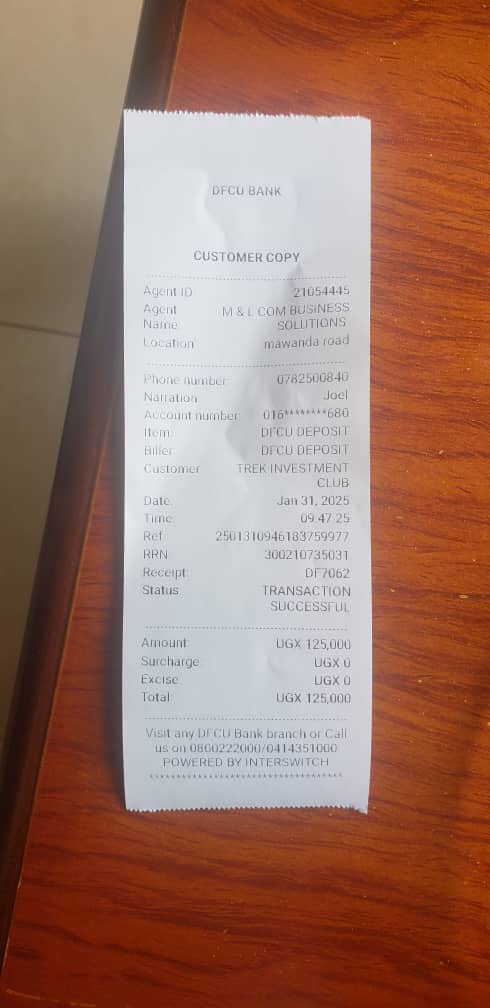 DFCU BANK
CUSTOMER COPY
Agent ID 21054445
Agent M & L COM BUSINESS
Name: SOLUTIONS
Location mawanda road
Phone number: 0782500840
Narration: Joel
Account number: 016********680
Item: DFCU DEPOSIT
Biller: DFCU DEPOSIT
Customer TREK INVESTMENT
CLUB
Date: Jan 31, 2025
Time: 09:47:25
Ref: 2501310946183759977
RRN: 300210735031
Receipt: DF7062
Status: TRANSACTION
SUCCESSFUL
Amount: UGX 125,000
Surcharge: UGX 0
Excise: UGX 0
Total: UGX 125,000
Visit any DFCU Bank branch or Call
us on 0800222000/0414351000
POWERED BY INTERSWITCH